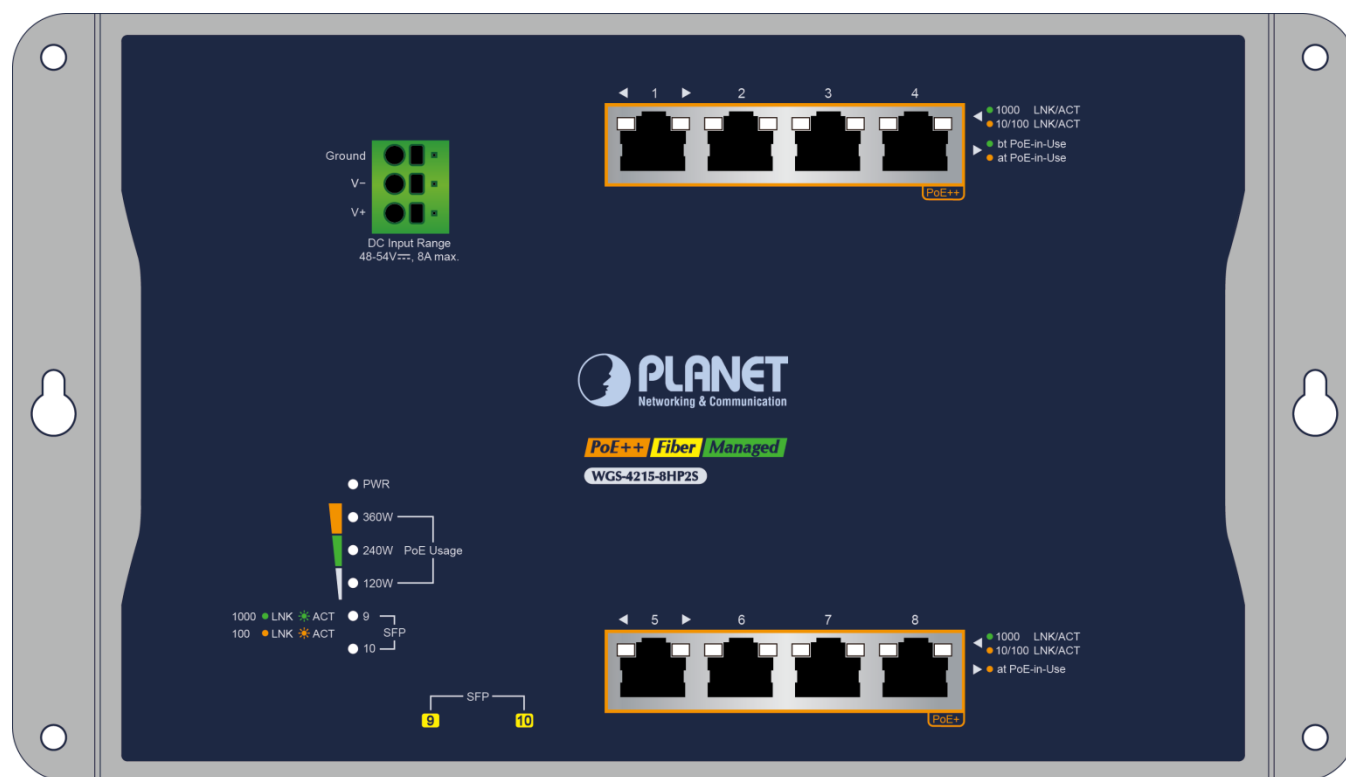 1 2 3 4
1000 LNK/ACT
10/100 LNK/ACT
bt PoE-in-Use
at PoE-in-Use
PoE++
Ground
V−
V+
DC Input Range
48-54V⎓, 8A max.
PLANET
Networking & Communication
PoE++ Fiber Managed
WGS-4215-8HP2S
PWR
360W
240W PoE Usage
120W
1000 LNK ACT 9
SFP
100 LNK ACT
10
5 6 7 8
1000 LNK/ACT
10/100 LNK/ACT
at PoE-in-Use
PoE+
SFP
9 10